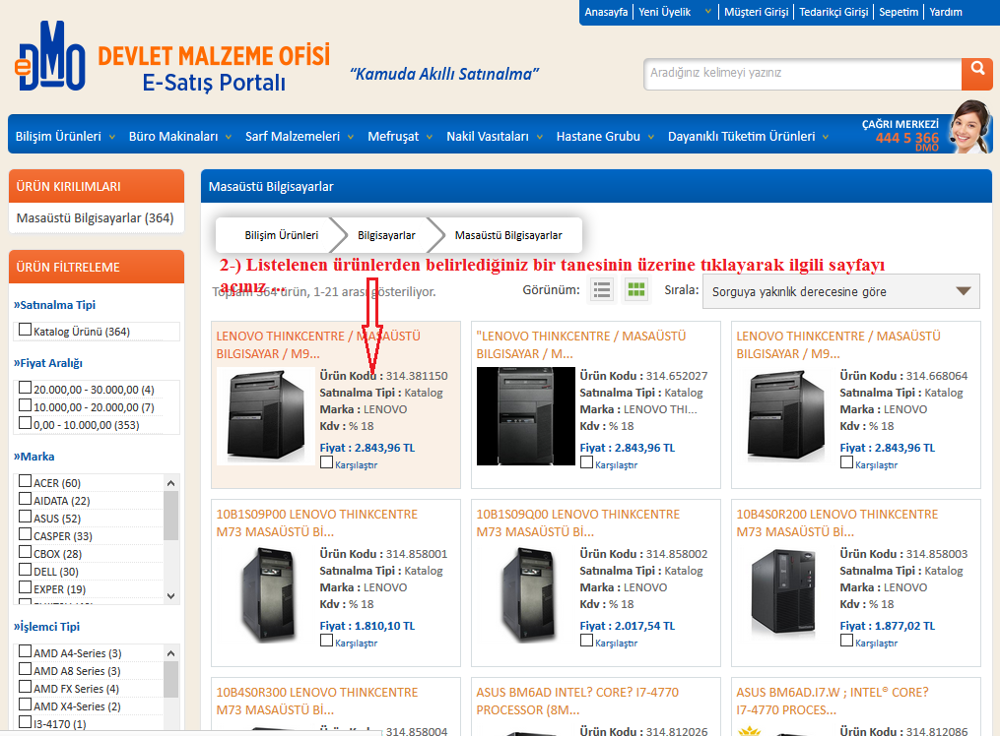 Anasayfa | Yeni Üyelik | Müşteri Girişi | Tedarikçi Girişi | Sepetim | Yardım
eDMO
DEVLET MALZEME OFİSİ
E-Satış Portalı
“Kamuda Akıllı Satınalma”
Aradığınız kelimeyi yazınız
Bilişim Ürünleri Büro Makinaları Sarf Malzemeleri Mefruşat Nakil Vasıtaları Hastane Grubu Dayanıklı Tüketim Ürünleri
ÇAĞRI MERKEZİ
444 5 366
DMO
ÜRÜN KIRILIMLARI
Masaüstü Bilgisayarlar (364)
ÜRÜN FİLTRELEME
»Satınalma Tipi
Katalog Ürünü (364)
»Fiyat Aralığı
20.000,00 - 30.000,00 (4)
10.000,00 - 20.000,00 (7)
0,00 - 10.000,00 (353)
»Marka
ACER (60)
AIDATA (22)
ASUS (52)
CASPER (33)
CBOX (28)
DELL (30)
EXPER (19)
»İşlemci Tipi
AMD A4-Series (3)
AMD A8 Series (3)
AMD FX Series (4)
AMD X4-Series (2)
I3-4170 (1)
Masaüstü Bilgisayarlar
Bilişim Ürünleri Bilgisayarlar Masaüstü Bilgisayarlar
2-) Listelenen ürünlerden belirlediğiniz bir tanesinin üzerine tıklayarak ilgili sayfayı
açınız ...
Toplam 364 ürün, 1-21 arası gösteriliyor.
Görünüm:
Sırala: Sorguya yakınlık derecesine göre
LENOVO THINKCENTRE / MASAÜSTÜ
BILGISAYAR / M9...
Ürün Kodu : 314.381150
Satınalma Tipi : Katalog
Marka : LENOVO
Kdv : % 18
Fiyat : 2.843,96 TL
Karşılaştır
"LENOVO THINKCENTRE / MASAÜSTÜ
BILGISAYAR / M...
Ürün Kodu : 314.652027
Satınalma Tipi : Katalog
Marka : LENOVO THI...
Kdv : % 18
Fiyat : 2.843,96 TL
Karşılaştır
LENOVO THINKCENTRE / MASAÜSTÜ
BILGISAYAR / M9...
Ürün Kodu : 314.668064
Satınalma Tipi : Katalog
Marka : LENOVO
Kdv : % 18
Fiyat : 2.843,96 TL
Karşılaştır
10B1S09P00 LENOVO THINKCENTRE
M73 MASAÜSTÜ Bİ...
Ürün Kodu : 314.858001
Satınalma Tipi : Katalog
Marka : LENOVO
Kdv : % 18
Fiyat : 1.810,10 TL
Karşılaştır
10B1S09Q00 LENOVO THINKCENTRE
M73 MASAÜSTÜ Bİ...
Ürün Kodu : 314.858002
Satınalma Tipi : Katalog
Marka : LENOVO
Kdv : % 18
Fiyat : 2.017,54 TL
Karşılaştır
10B4S0R200 LENOVO THINKCENTRE
M73 MASAÜSTÜ Bİ...
Ürün Kodu : 314.858003
Satınalma Tipi : Katalog
Marka : LENOVO
Kdv : % 18
Fiyat : 1.877,02 TL
Karşılaştır
10B4S0R300 LENOVO THINKCENTRE
M73 MASAÜSTÜ Bİ...
Ürün Kodu : 314.858004
ASUS BM6AD INTEL? CORE? I7-4770
PROCESSOR (8M...
Ürün Kodu : 314.812026
ASUS BM6AD.I7.W ; INTEL® CORE?
I7-4770 PROCES...
Ürün Kodu : 314.812086